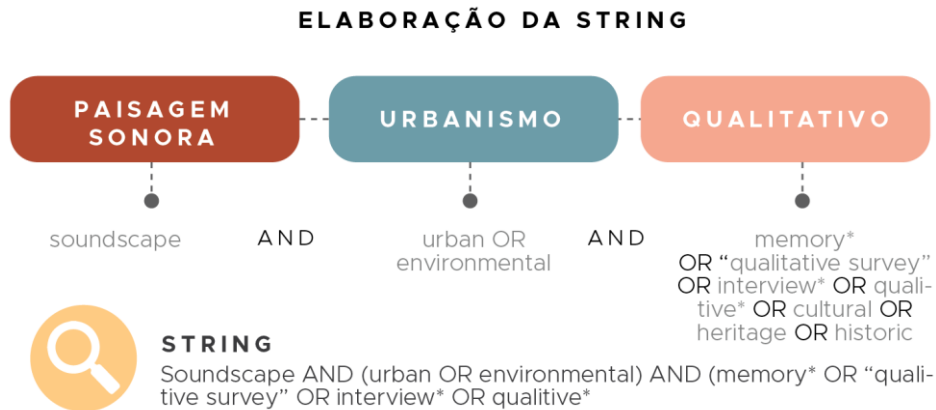 ELABORAÇÃO DA STRING
PAISAGEM
SONORA
URBANISMO
QUALITATIVO
soundscape
AND
urban OR
environmental
AND
memory*
OR “qualitative survey”
OR interview* OR quali-
tive* OR cultural OR
heritage OR historic
STRING
Soundscape AND (urban OR environmental) AND (memory* OR “quali-
tive survey” OR interview* OR qualitive*